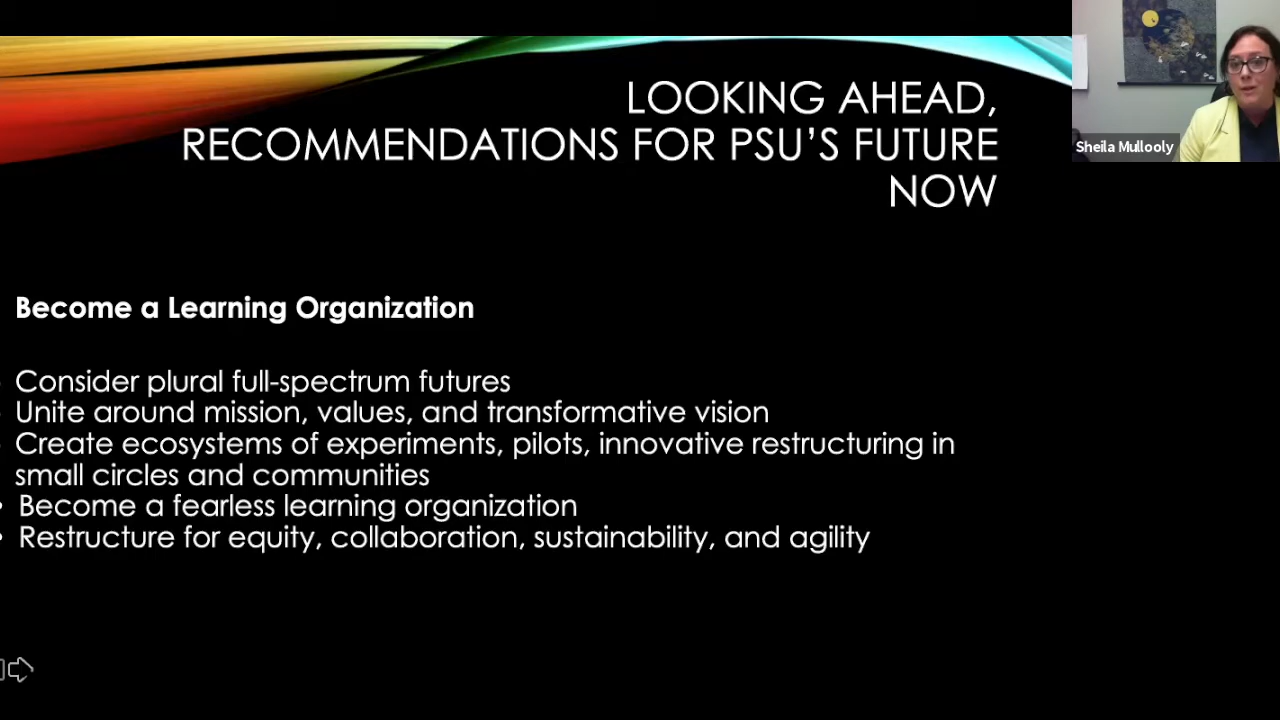 LOOKING AHEAD,
RECOMMENDATIONS FOR PSU'S FUTURE
NOW
Sheila Mullooly
Become a Learning Organization
Consider plural full-spectrum futures
Unite around mission, values, and transformative vision
Create ecosystems of experiments, pilots, innovative restructuring in
small circles and communities
• Become a fearless learning organization
• Restructure for equity, collaboration, sustainability, and agility